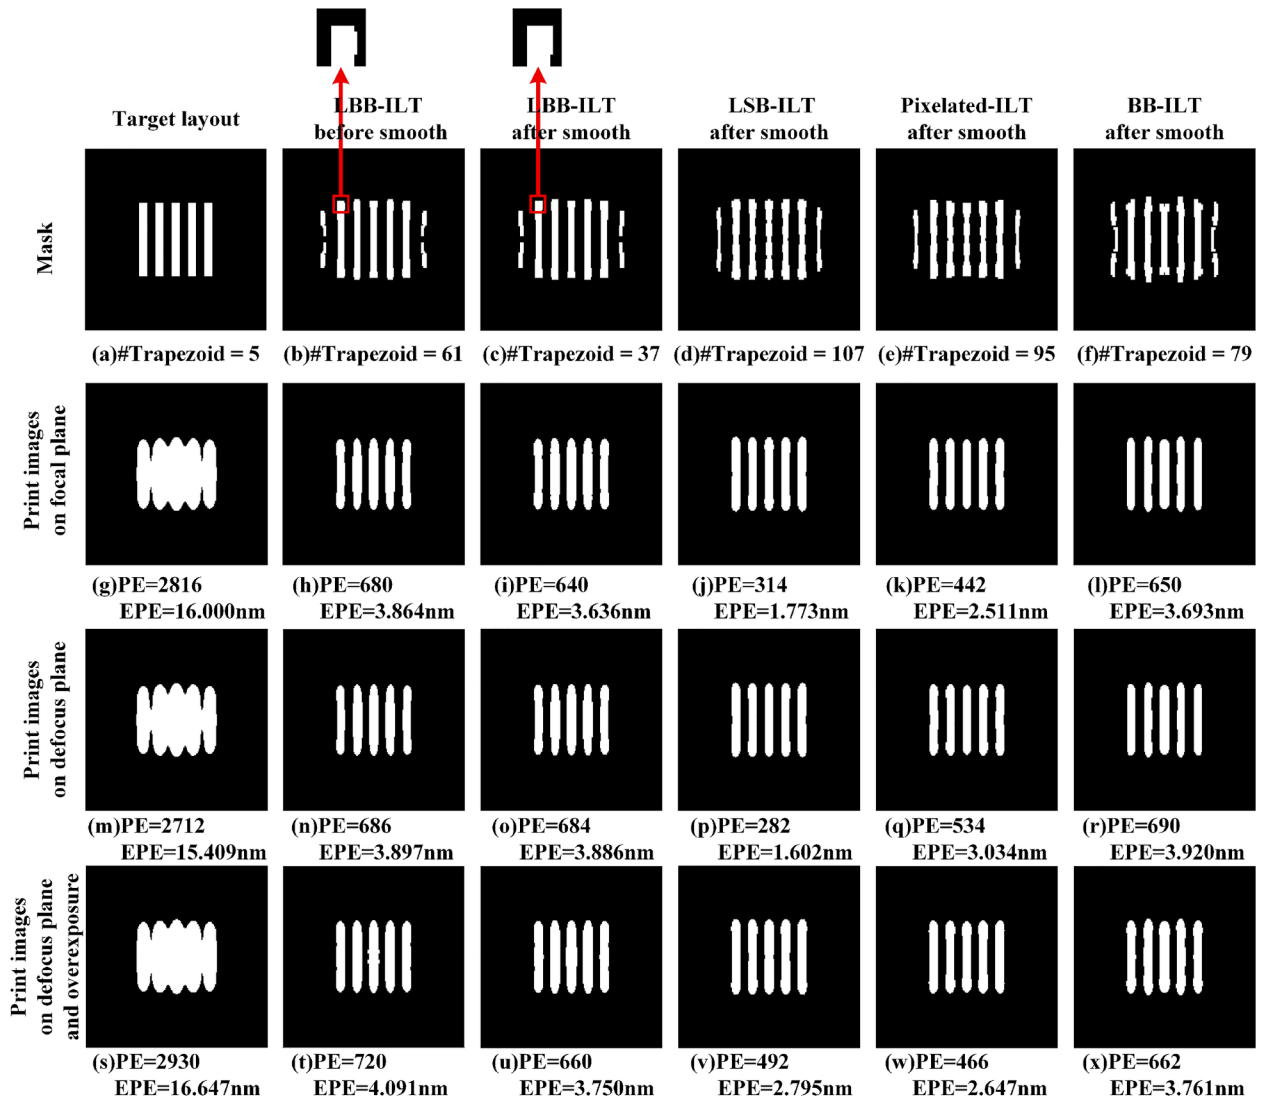 Target layout
LBB-ILT
before smooth
LBB-ILT
after smooth
LSB-ILT
after smooth
Pixelated-ILT
after smooth
BB-ILT
after smooth
Mask
(a)#Trapezoid = 5
(b)#Trapezoid = 61
(c)#Trapezoid = 37
(d)#Trapezoid = 107
(e)#Trapezoid = 95
(f)#Trapezoid = 79
Print images
on focal plane
(g)PE=2816
EPE=16.000nm
(h)PE=680
EPE=3.864nm
(i)PE=640
EPE=3.636nm
(j)PE=314
EPE=1.773nm
(k)PE=442
EPE=2.511nm
(l)PE=650
EPE=3.693nm
Print images
on defocus plane
(m)PE=2712
EPE=15.409nm
(n)PE=686
EPE=3.897nm
(o)PE=684
EPE=3.886nm
(p)PE=282
EPE=1.602nm
(q)PE=534
EPE=3.034nm
(r)PE=690
EPE=3.920nm
Print images
on defocus plane
and overexposure
(s)PE=2930
EPE=16.647nm
(t)PE=720
EPE=4.091nm
(u)PE=660
EPE=3.750nm
(v)PE=492
EPE=2.795nm
(w)PE=466
EPE=2.647nm
(x)PE=662
EPE=3.761nm